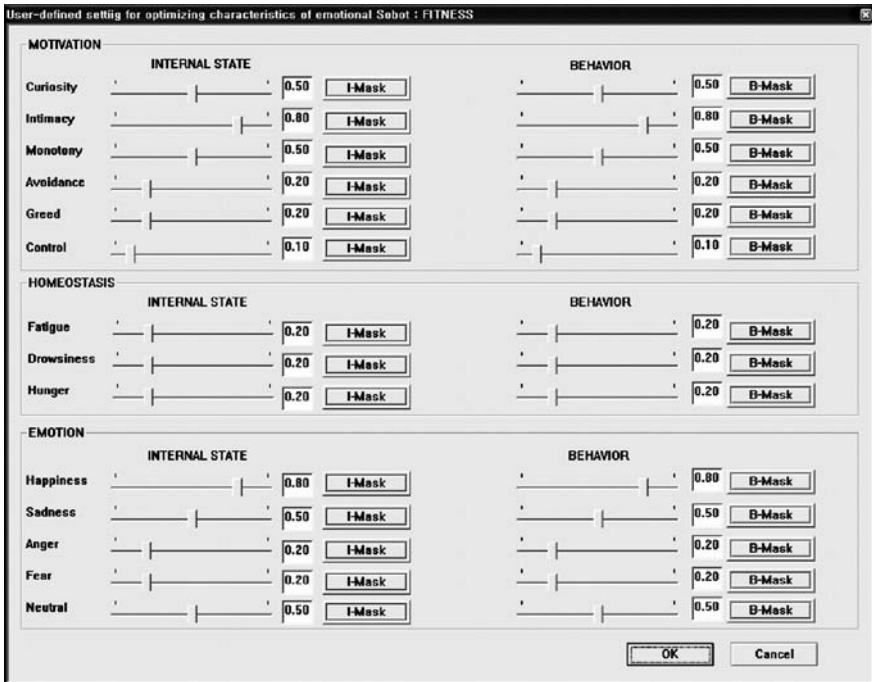 User-defined settiig for optimizing characteristics of emotional Sobot : FITNESS
MOTIVATION
INTERNAL STATE BEHAVIOR
Curiosity 0.50 I-Mask 0.50 B-Mask
Intimacy 0.80 I-Mask 0.80 B-Mask
Monotony 0.50 I-Mask 0.50 B-Mask
Avoidance 0.20 I-Mask 0.20 B-Mask
Greed 0.20 I-Mask 0.20 B-Mask
Control 0.10 I-Mask 0.10 B-Mask
HOMEOSTASIS
INTERNAL STATE BEHAVIOR
Fatigue 0.20 I-Mask 0.20 B-Mask
Drowsiness 0.20 I-Mask 0.20 B-Mask
Hunger 0.20 I-Mask 0.20 B-Mask
EMOTION
INTERNAL STATE BEHAVIOR
Happiness 0.80 I-Mask 0.80 B-Mask
Sadness 0.50 I-Mask 0.50 B-Mask
Anger 0.20 I-Mask 0.20 B-Mask
Fear 0.20 I-Mask 0.20 B-Mask
Neutral 0.50 I-Mask 0.50 B-Mask
OK Cancel